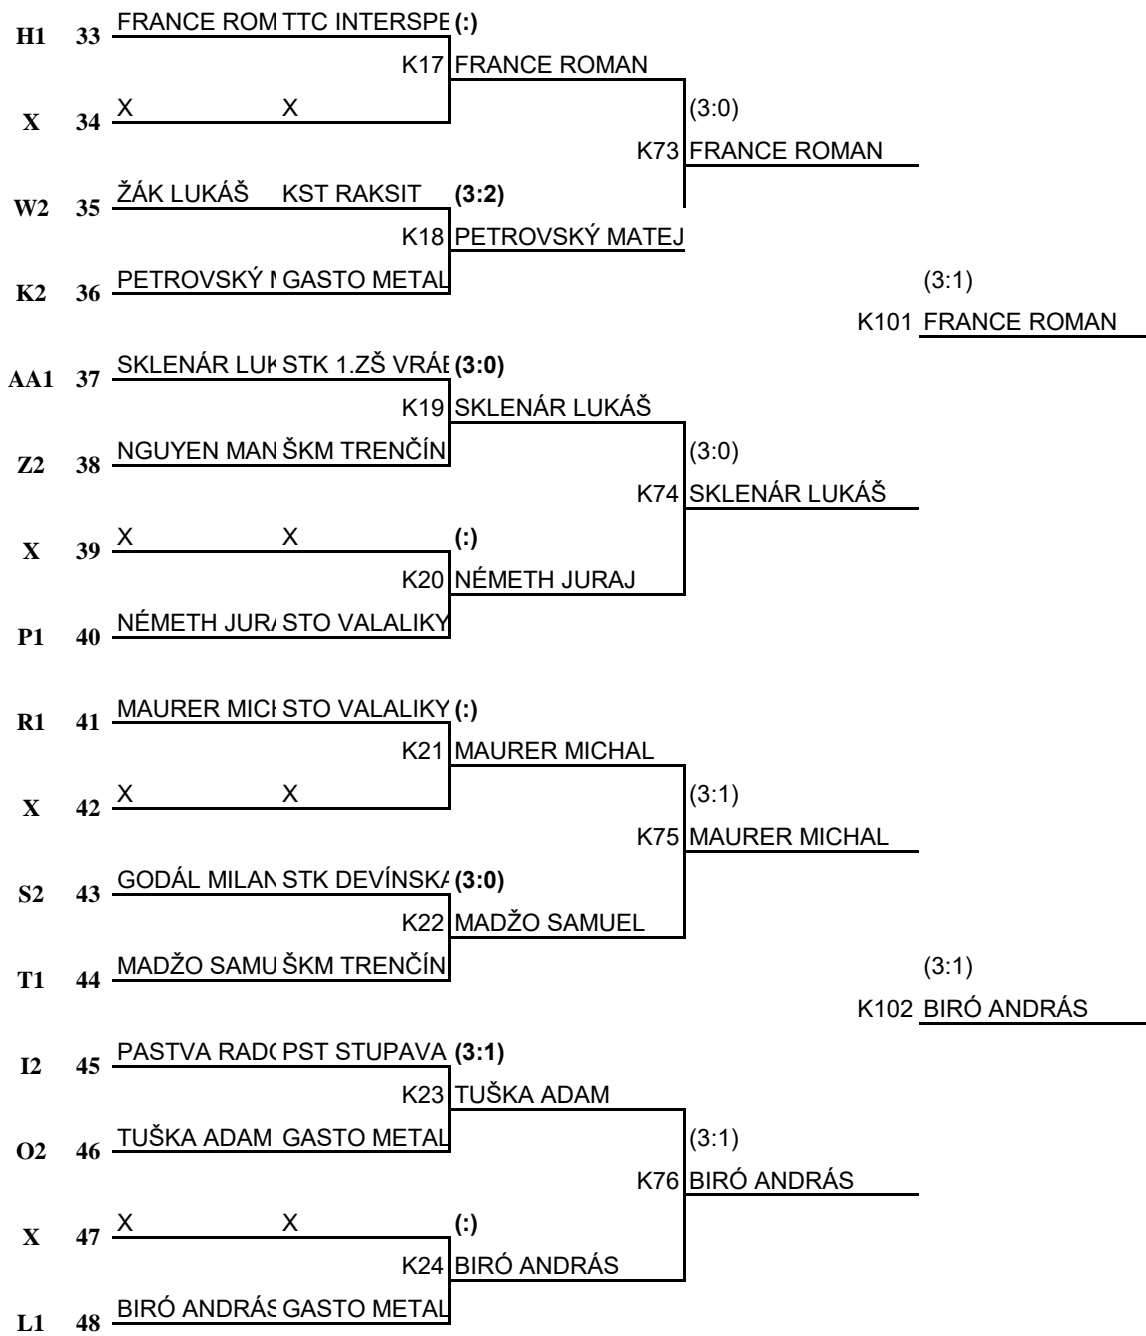 H1 33 FRANCE ROM TTC INTERSPE (:)
K17 FRANCE ROMAN
X 34 X X (3:0)
K73 FRANCE ROMAN
W2 35 ŽÁK LUKÁŠ KST RAKSIT (3:2)
K18 PETROVSKÝ MATEJ
K2 36 PETROVSKÝ GASTO METAL (3:1)
K101 FRANCE ROMAN
AA1 37 SKLENÁR LUK STK 1.ZŠ VRÁB (3:0)
K19 SKLENÁR LUKÁŠ
Z2 38 NGUYEN MAN ŠKM TRENČÍN (3:0)
K74 SKLENÁR LUKÁŠ
X 39 X X (:)
K20 NÉMETH JURAJ
P1 40 NÉMETH JURA STO VALALIKY
R1 41 MAURER MICH STO VALALIKY (:)
K21 MAURER MICHAL
X 42 X X (3:1)
K75 MAURER MICHAL
S2 43 GODÁL MILAN STK DEVÍNSKA (3:0)
K22 MADŽO SAMUEL
T1 44 MADŽO SAMU ŠKM TRENČÍN (3:1)
K102 BIRÓ ANDRÁS
I2 45 PASTVA RADO PST STUPAVA (3:1)
K23 TUŠKA ADAM
O2 46 TUŠKA ADAM GASTO METAL (3:1)
K76 BIRÓ ANDRÁS
X 47 X X (:)
K24 BIRÓ ANDRÁS
L1 48 BIRÓ ANDRÁS GASTO METAL